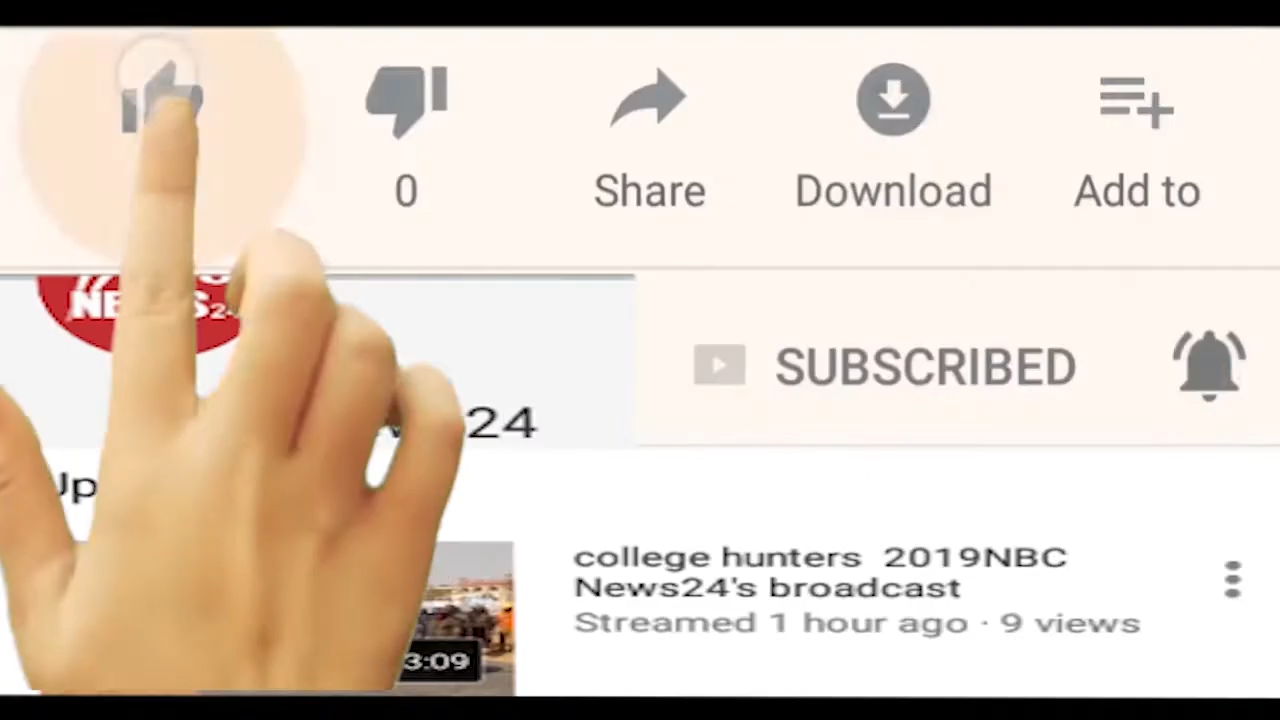 0
Share
Download
Add to
SUBSCRIBED
24
Up
college hunters 2019NBC
News24's broadcast
Streamed 1 hour ago · 9 views
3:09